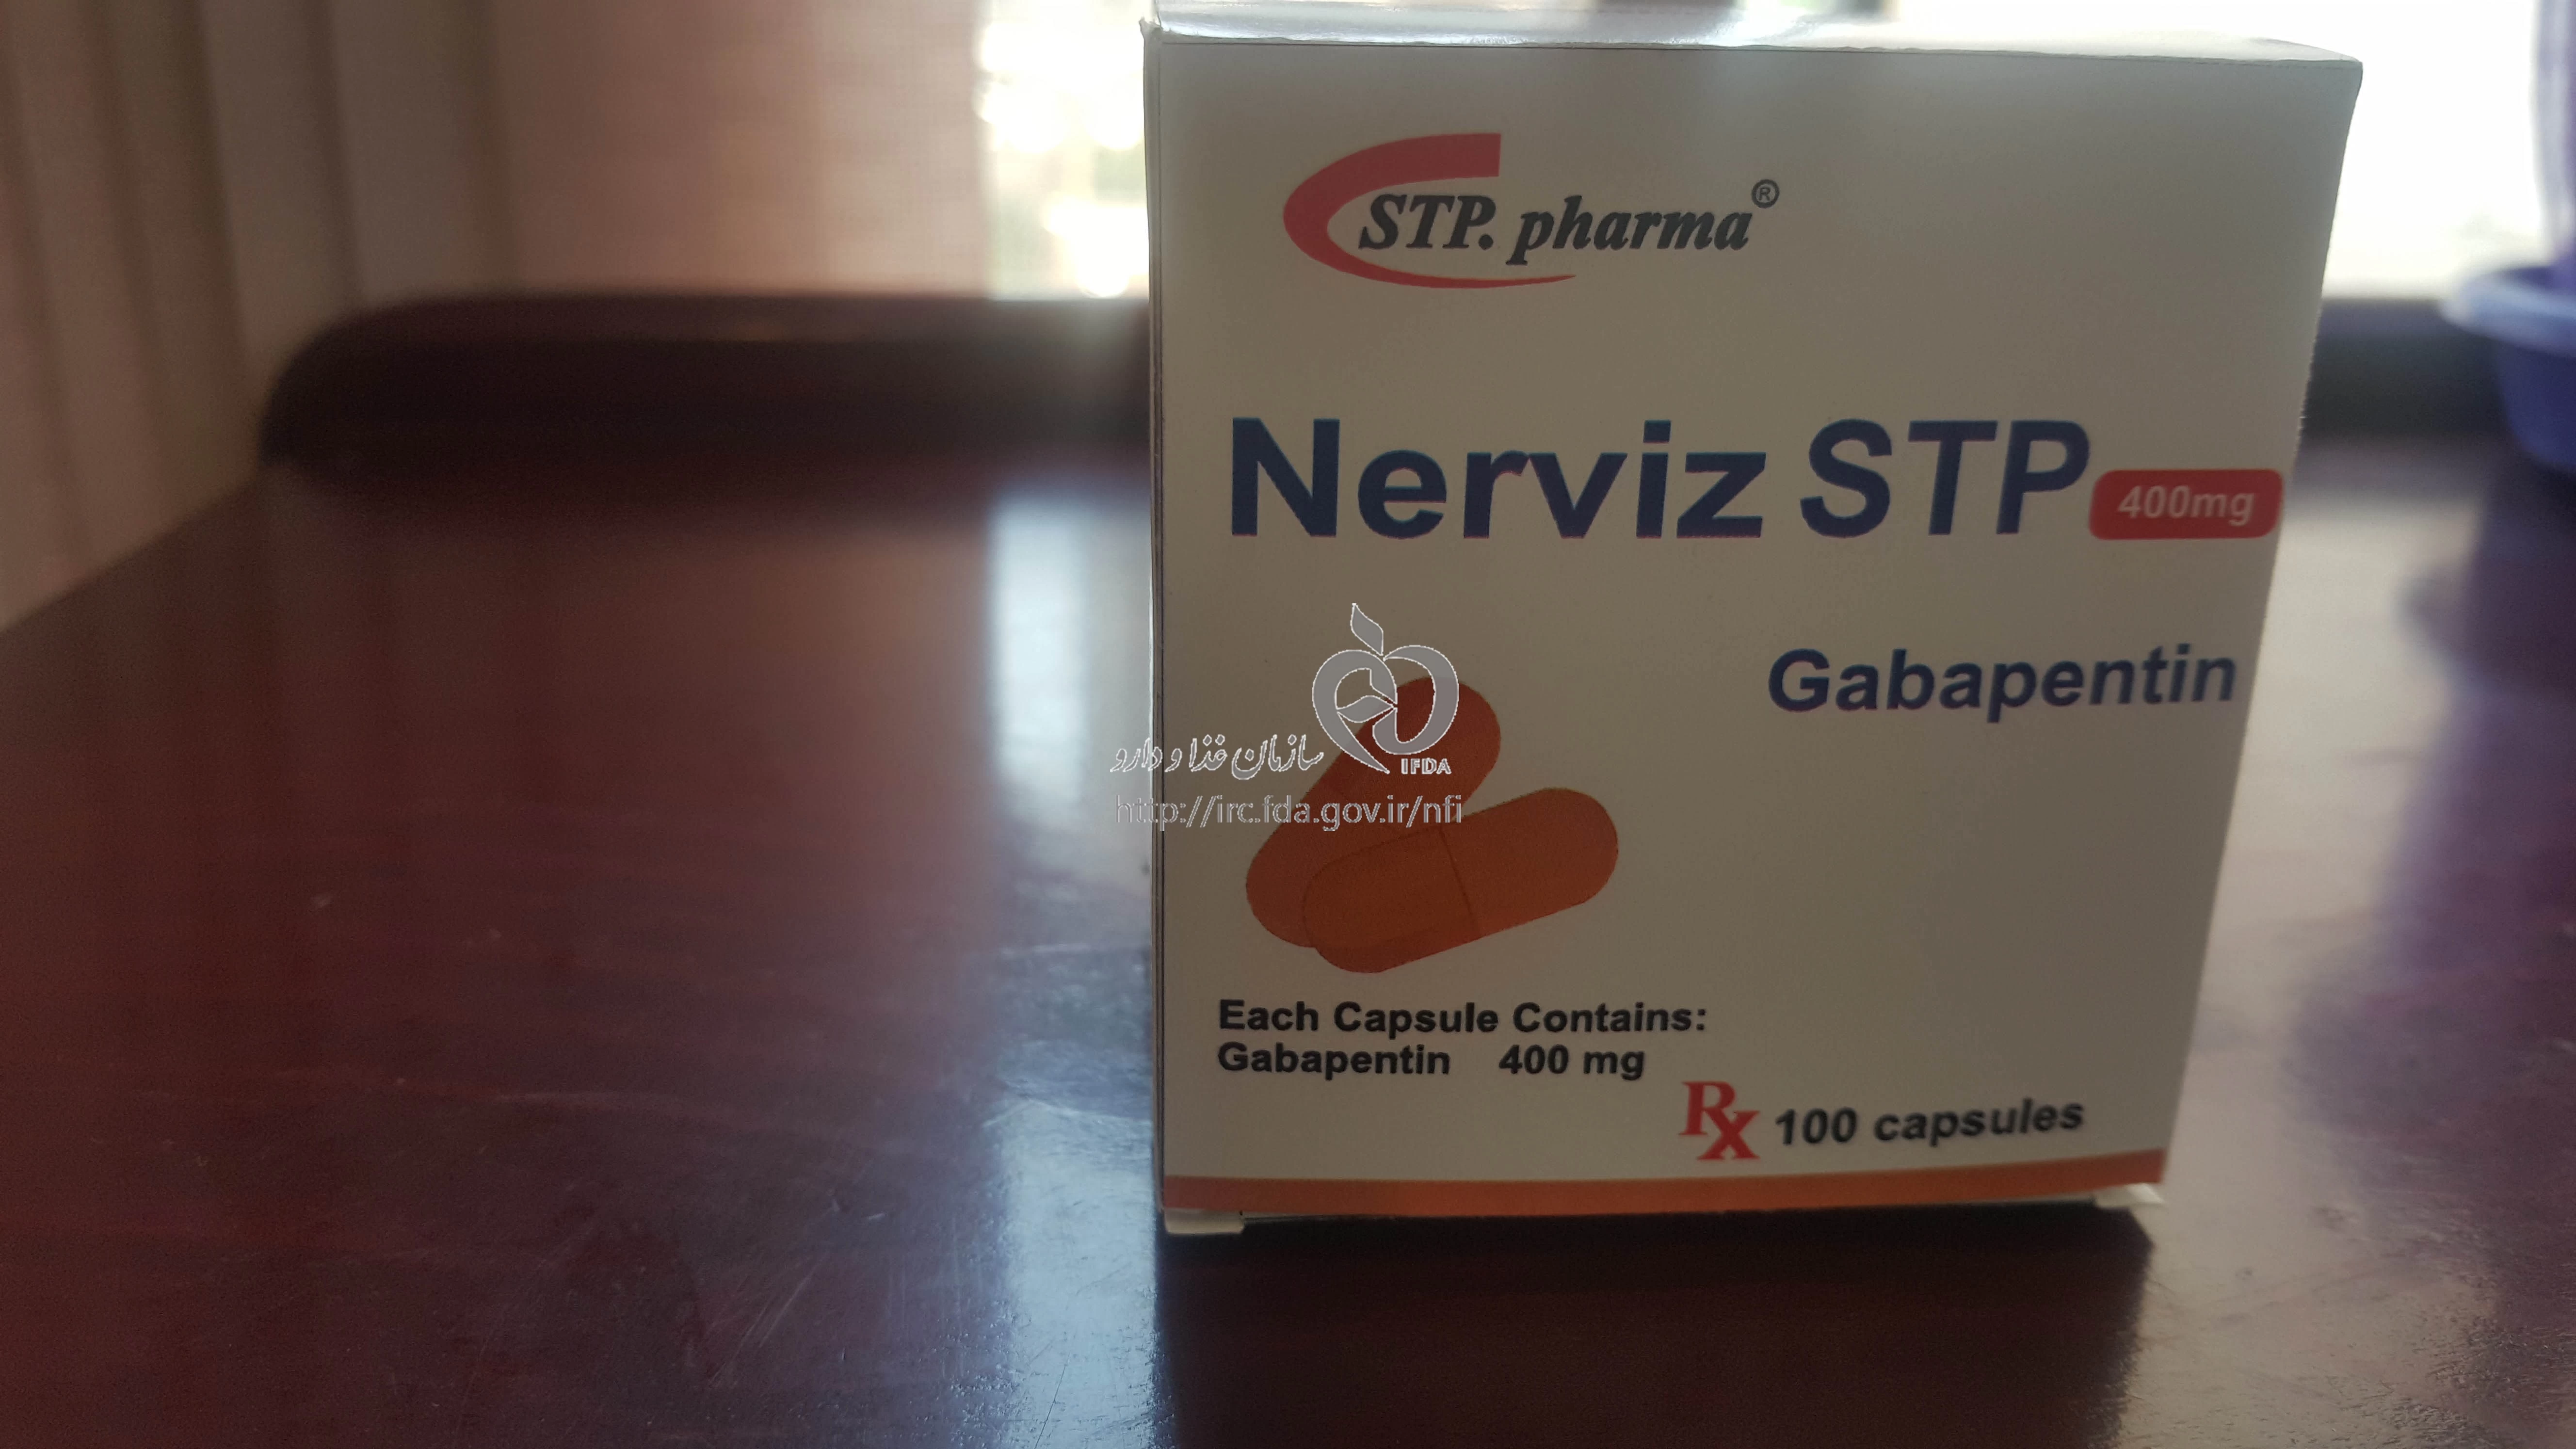 STP. pharma®
Nerviz STP 400mg
Gabapentin
سازمان غذا و دارو
IFDA
http://irc.fda.gov.ir/nfi
Each Capsule Contains:
Gabapentin 400 mg
Rx 100 capsules